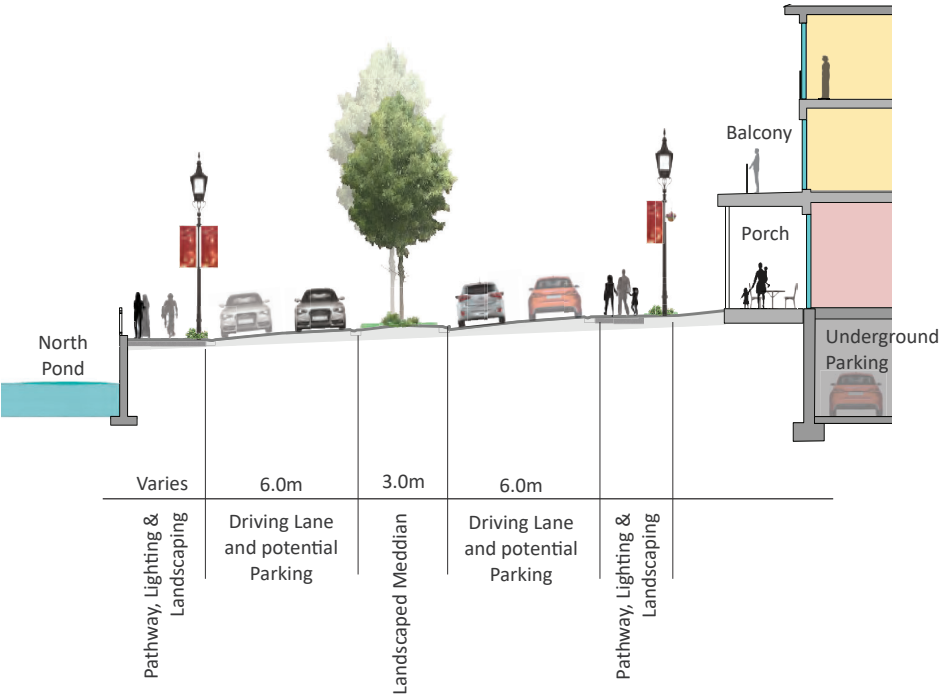 Balcony
Porch
North
Pond
Underground
Parking
Varies
6.0m
3.0m
6.0m
Pathway, Lighting &
Landscaping
Driving Lane
and potential
Parking
Landscaped Meddian
Driving Lane
and potential
Parking
Pathway, Lighting &
Landscaping